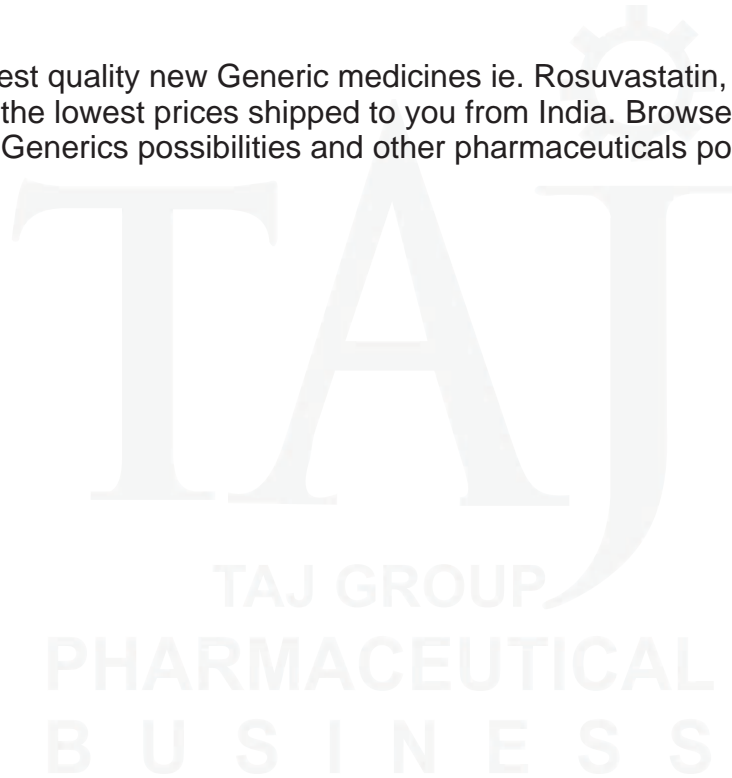 est quality new Generic medicines ie. Rosuvastatin,
the lowest prices shipped to you from India. Browse
Generics possibilities and other pharmaceuticals po
TAJ
TAJ GROUP
PHARMACEUTICAL
BUSINESS